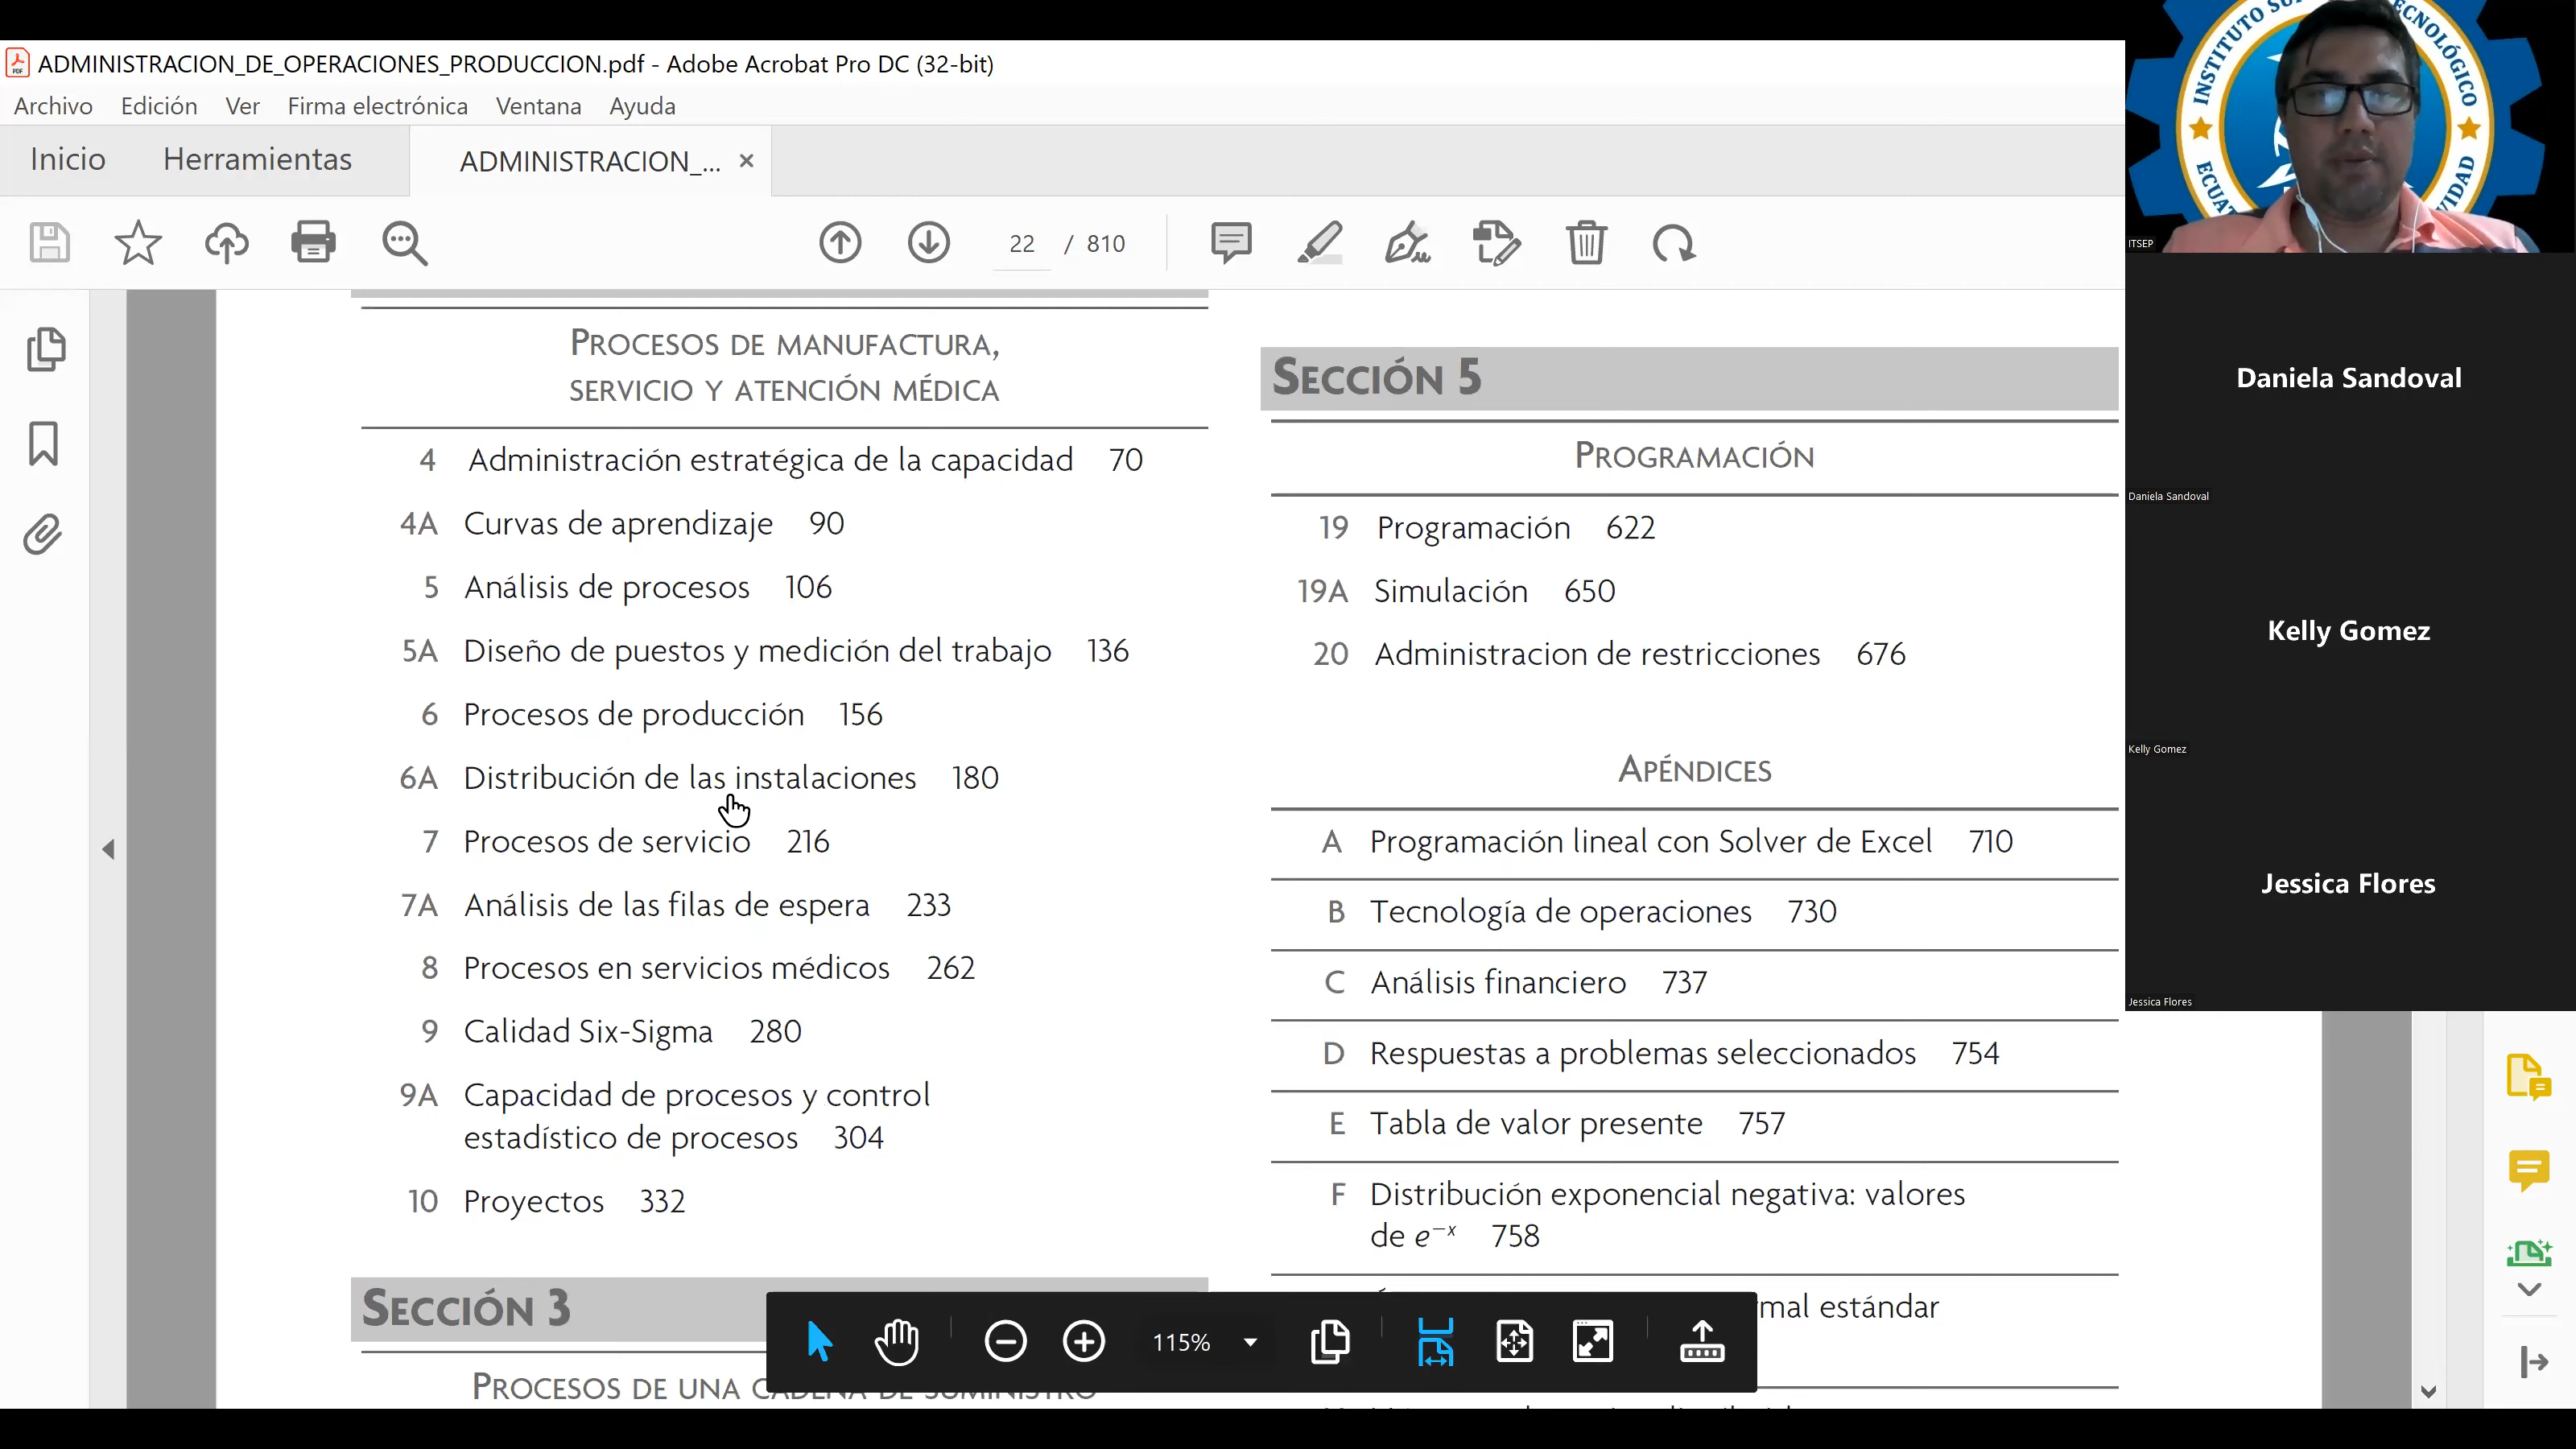 ADMINISTRACION_DE_OPERACIONES_PRODUCCION.pdf - Adobe Acrobat Pro DC (32-bit)
Archivo Edición Ver Firma electrónica Ventana Ayuda
Inicio Herramientas ADMINISTRACION_... ×
22 / 810
PROCESOS DE MANUFACTURA,
SERVICIO Y ATENCIÓN MÉDICA
4 Administración estratégica de la capacidad 70
4A Curvas de aprendizaje 90
5 Análisis de procesos 106
5A Diseño de puestos y medición del trabajo 136
6 Procesos de producción 156
6A Distribución de las instalaciones 180
7 Procesos de servicio 216
7A Análisis de las filas de espera 233
8 Procesos en servicios médicos 262
9 Calidad Six-Sigma 280
9A Capacidad de procesos y control
estadístico de procesos 304
10 Proyectos 332
SECCIÓN 3
PROCESOS DE UNA CADENA DE SUMINISTRO
SECCIÓN 5
PROGRAMACIÓN
19 Programación 622
19A Simulación 650
20 Administracion de restricciones 676
APÉNDICES
A Programación lineal con Solver de Excel 710
B Tecnología de operaciones 730
C Análisis financiero 737
D Respuestas a problemas seleccionados 754
E Tabla de valor presente 757
F Distribución exponencial negativa: valores
de e⁻ˣ 758
estándar
115%
INSTITUTO
TECNOLÓGICO
ITSEP
Daniela Sandoval
Daniela Sandoval
Kelly Gomez
Kelly Gomez
Jessica Flores
Jessica Flores